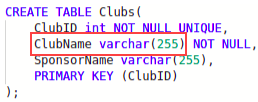 CREATE TABLE Clubs(
    ClubID int NOT NULL UNIQUE,
    ClubName varchar(255) NOT NULL,
    SponsorName varchar(255),
    PRIMARY KEY (ClubID)
);